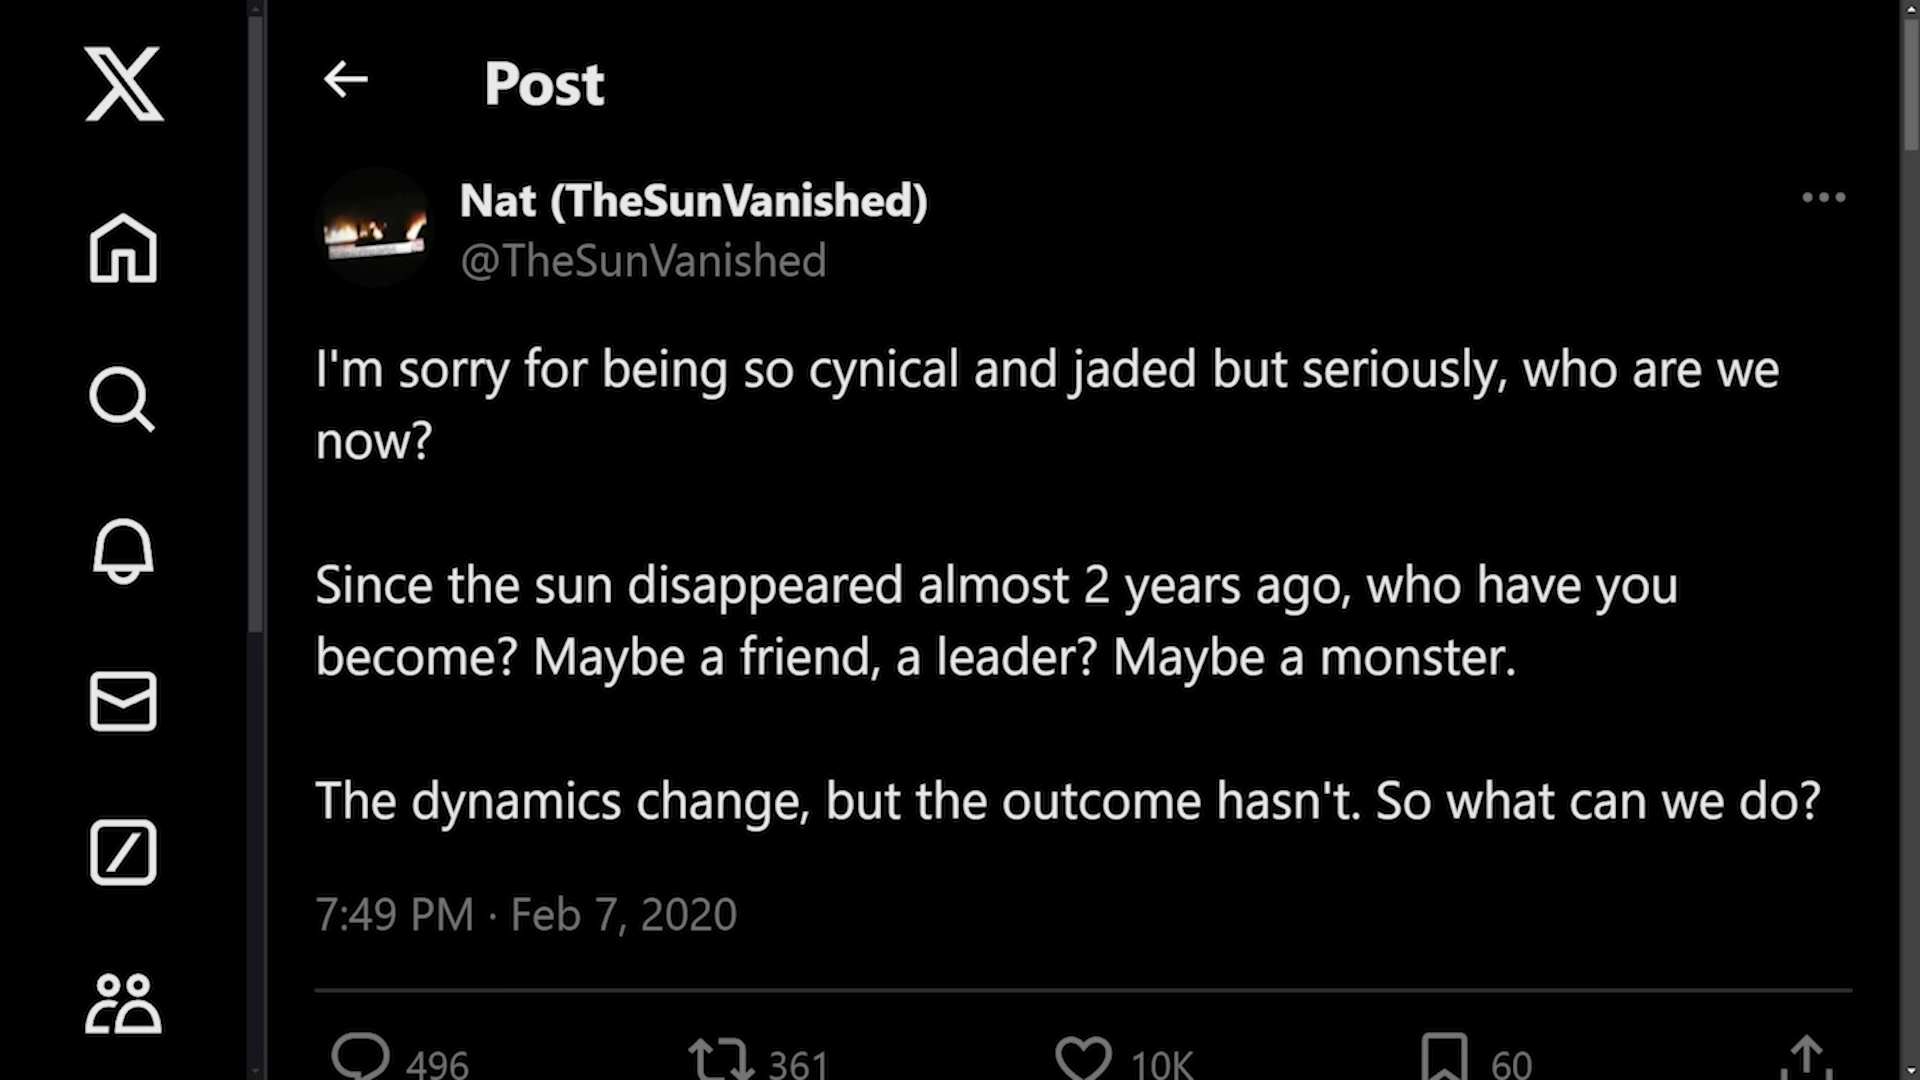 Post
Nat (TheSunVanished)
@TheSunVanished
I'm sorry for being so cynical and jaded but seriously, who are we
now?
Since the sun disappeared almost 2 years ago, who have you
become? Maybe a friend, a leader? Maybe a monster.
The dynamics change, but the outcome hasn't. So what can we do?
7:49 PM · Feb 7, 2020
496 361 10K 60